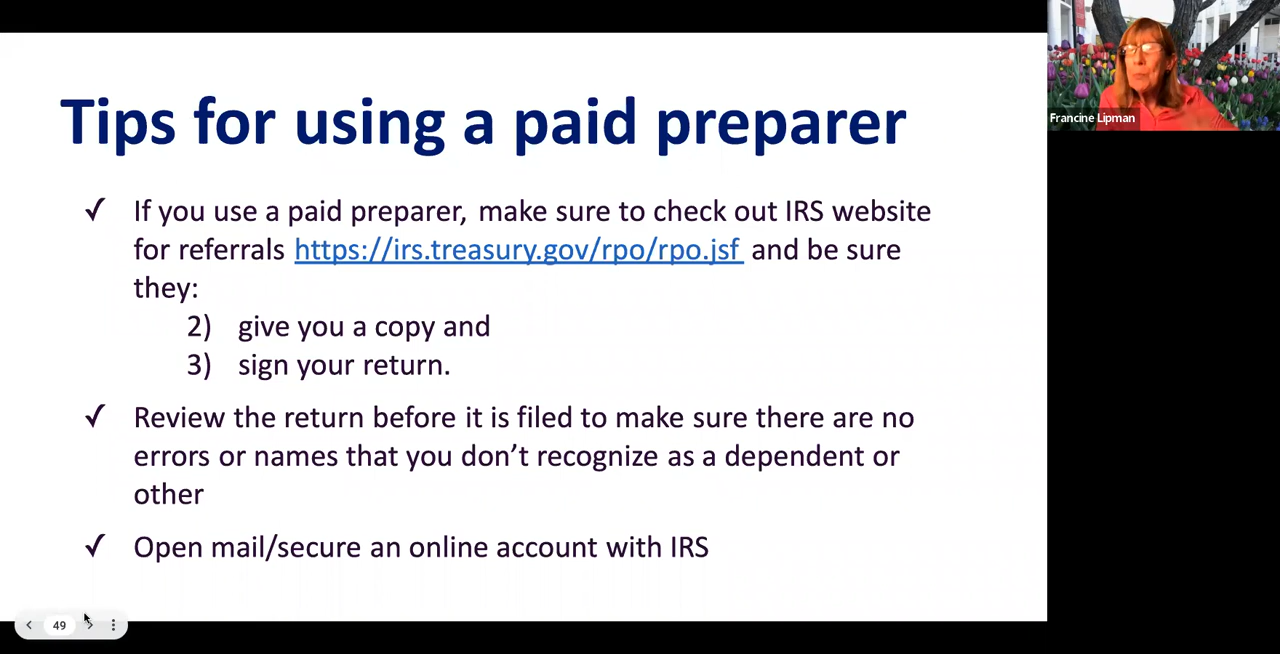 Tips for using a paid preparer
✓ If you use a paid preparer, make sure to check out IRS website
for referrals https://irs.treasury.gov/rpo/rpo.jsf and be sure
they:
2) give you a copy and
3) sign your return.
✓ Review the return before it is filed to make sure there are no
errors or names that you don’t recognize as a dependent or
other
✓ Open mail/secure an online account with IRS
49
Francine Lipman